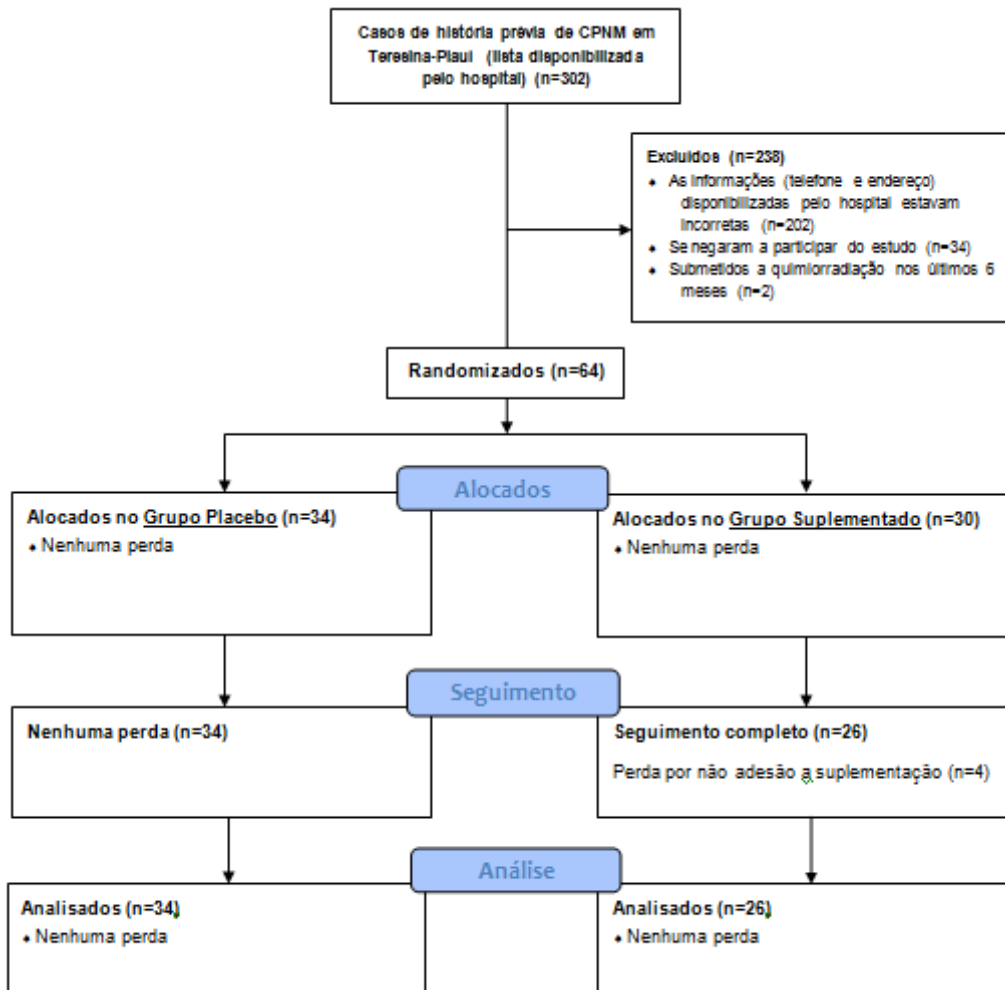 Casos de história prévia de CPNM em
Teresina-Piauí (lista disponibilizada
pelo hospital) (n=302)
Excluídos (n=238)
♦ As informações (telefone e endereço)
disponibilizadas pelo hospital estavam
incorretas (n=202)
♦ Se negaram a participar do estudo (n=34)
♦ Submetidos a quimiorradiação nos últimos 6
meses (n=2)
Randomizados (n=64)
Alocados
Alocados no Grupo Placebo (n=34)
♦ Nenhuma perda
Alocados no Grupo Suplementado (n=30)
♦ Nenhuma perda
Seguimento
Nenhuma perda (n=34)
Seguimento completo (n=26)
Perda por não adesão a suplementação (n=4)
Análise
Analisados (n=34)
♦ Nenhuma perda
Analisados (n=26)
♦ Nenhuma perda